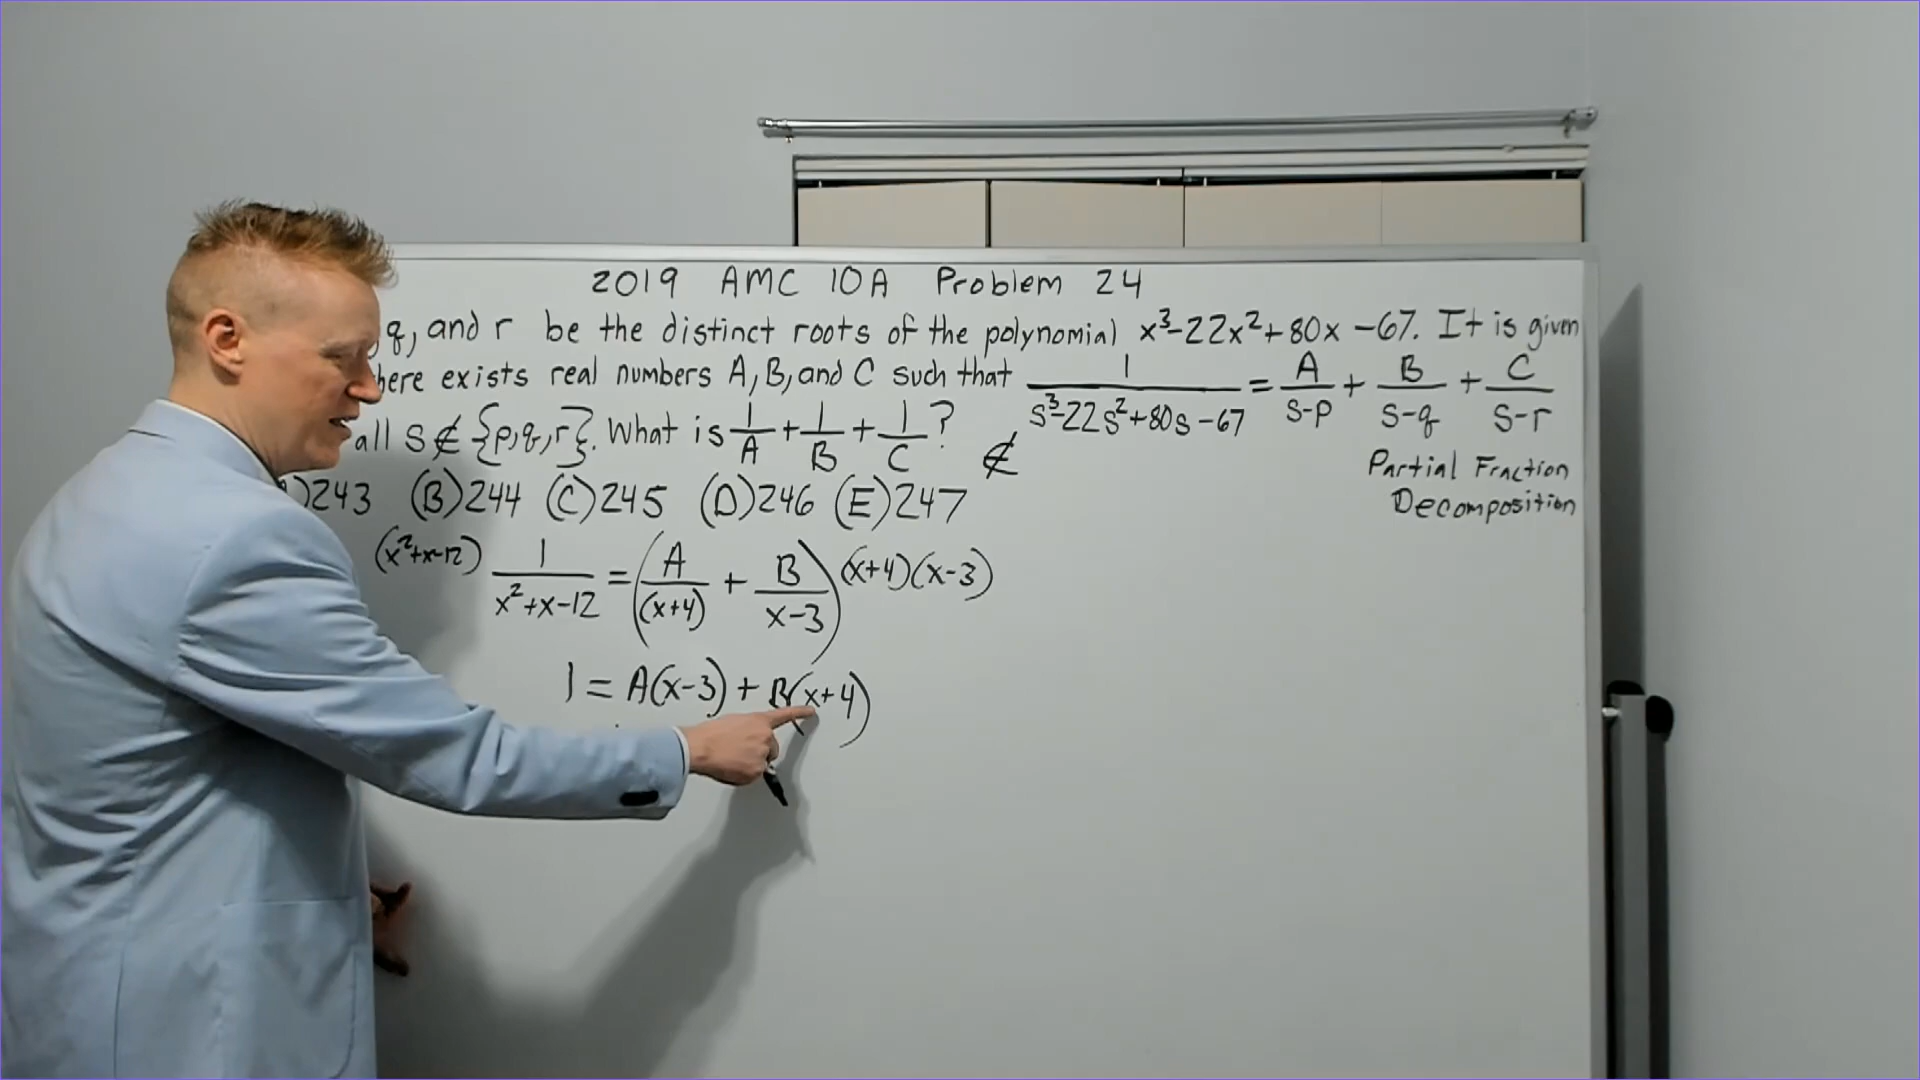 2019 AMC 10A Problem 24
q, and r be the distinct roots of the polynomial x³-22x²+80x-67. It is given
here exists real numbers A, B, and C such that 1/(s³-22s²+80s-67) = A/(s-p) + B/(s-q) + C/(s-r)
all s∉{p,q,r}. What is 1/A + 1/B + 1/C? ∉
Partial Fraction
Decomposition
)243 (B)244 (C)245 (D)246 (E)247
(x²+x-12) 1/(x²+x-12) = (A/(x+4) + B/(x-3))(x+4)(x-3)
1 = A(x-3) + B(x+4)